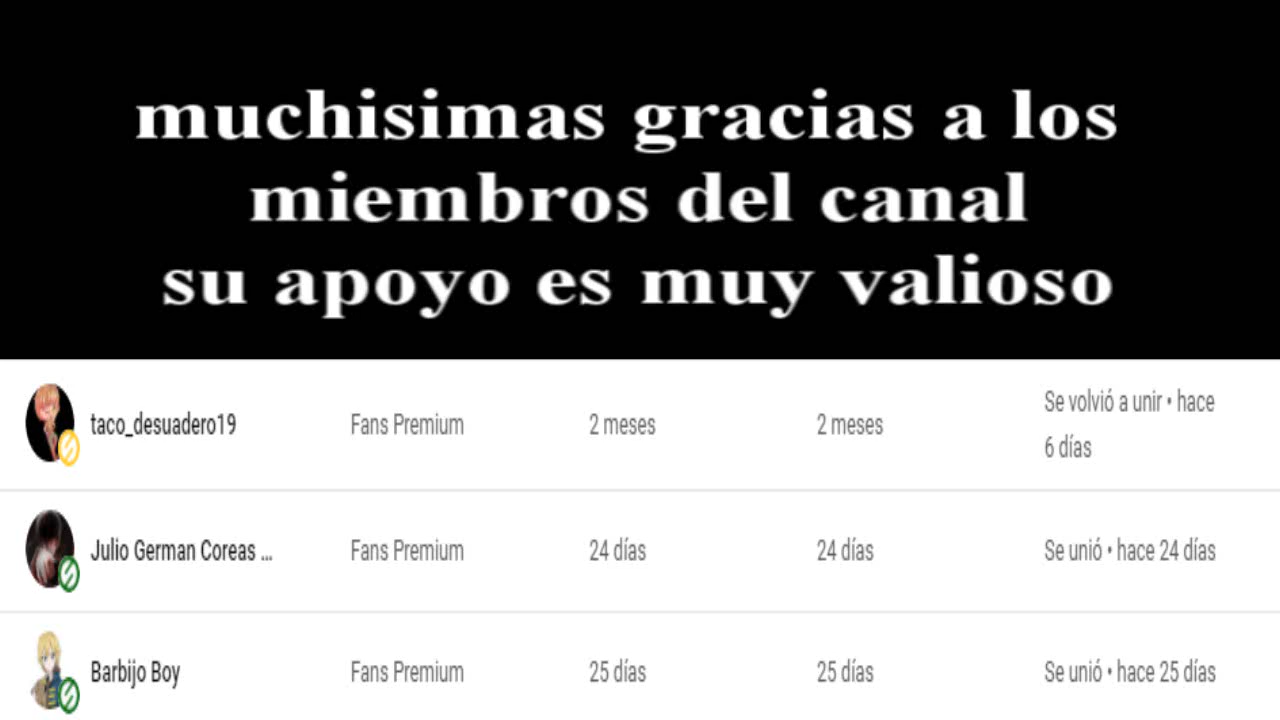 muchisimas gracias a los
miembros del canal
su apoyo es muy valioso
taco_desuadero19 Fans Premium 2 meses 2 meses Se volvió a unir • hace
6 días
Julio German Coreas ... Fans Premium 24 días 24 días Se unió • hace 24 días
Barbijo Boy Fans Premium 25 días 25 días Se unió • hace 25 días